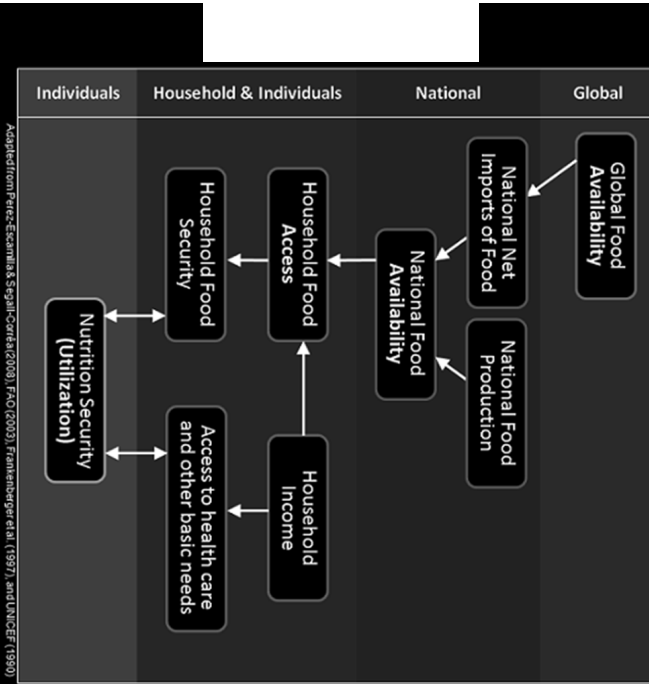 Individuals
Household & Individuals
National
Global
Global Food
Availability
National Net
Imports of Food
National Food
Production
National Food
Availability
Household Food
Access
Household Food
Security
Household
Income
Access to health care
and other basic needs
Nutrition Security
(Utilization)
Adapted from Perez-Escamilla & Segall-Corrêa (2008), FAO (2003), Frankenberger et al. (1997), and UNICEF (1990)